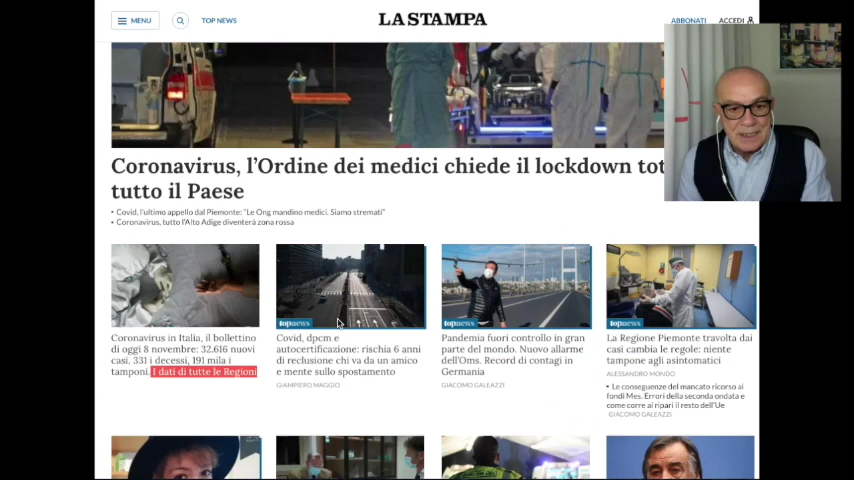 MENU
TOP NEWS
LA STAMPA
ABBONATI
ACCEDI
Coronavirus, l'Ordine dei medici chiede il lockdown
tutto il Paese
• Covid, l'ultimo appello dal Piemonte: "Le Ong mandino medici. Siamo stremati"
• Coronavirus, tutto l'Alto Adige diventerà zona rossa
Coronavirus in Italia, il bollettino
di oggi 8 novembre: 32.616 nuovi
casi, 331 i decessi, 191 mila i
tamponi. I dati di tutte le Regioni
topnews
Covid, dpcm e
autocertificazione: rischia 6 anni
di reclusione chi va da un amico
e mente sullo spostamento
GIAMPIERO MAGGIO
topnews
Pandemia fuori controllo in gran
parte del mondo. Nuovo allarme
dell'Oms. Record di contagi in
Germania
GIACOMO GALEAZZI
topnews
La Regione Piemonte travolta dai
casi cambia le regole: niente
tampone agli asintomatici
ALESSANDRO MONDO
• Le conseguenze del mancato ricorso ai
fondi Mes. Errori della seconda ondata e
come correr ai ripari il resto dell'Ue
GIACOMO GALEAZZI